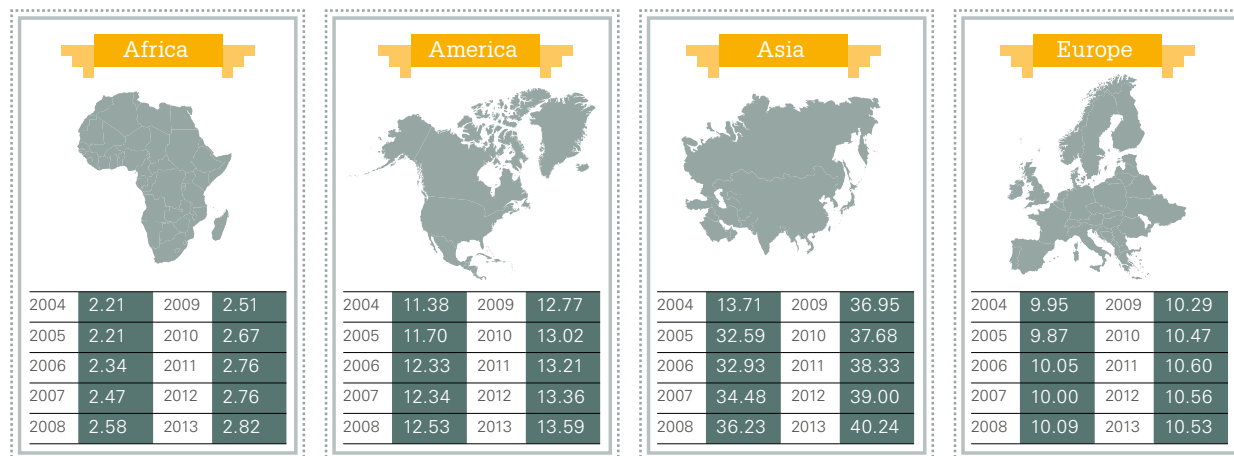 Africa
2004 2.21 2009 2.51
2005 2.21 2010 2.67
2006 2.34 2011 2.76
2007 2.47 2012 2.76
2008 2.58 2013 2.82
America
2004 11.38 2009 12.77
2005 11.70 2010 13.02
2006 12.33 2011 13.21
2007 12.34 2012 13.36
2008 12.53 2013 13.59
Asia
2004 13.71 2009 36.95
2005 32.59 2010 37.68
2006 32.93 2011 38.33
2007 34.48 2012 39.00
2008 36.23 2013 40.24
Europe
2004 9.95 2009 10.29
2005 9.87 2010 10.47
2006 10.05 2011 10.60
2007 10.00 2012 10.56
2008 10.09 2013 10.53